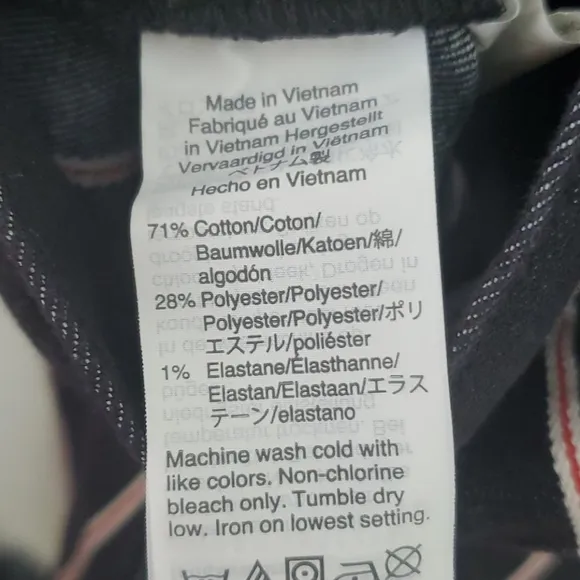 Made in Vietnam
Fabriqué au Vietnam
in Vietnam Hergestellt
Vervaardigd in Viëtnam
ベトナム製
Hecho en Vietnam
71% Cotton/Coton/
Baumwolle/Katoen/綿/
algodón
28% Polyester/Polyester/
Polyester/Polyester/ポリ
エステル/poliéster
1% Elastane/Élasthanne/
Elastan/Elastaan/エラス
テーン/elastano
Machine wash cold with
like colors. Non-chlorine
bleach only. Tumble dry
low. Iron on lowest setting.